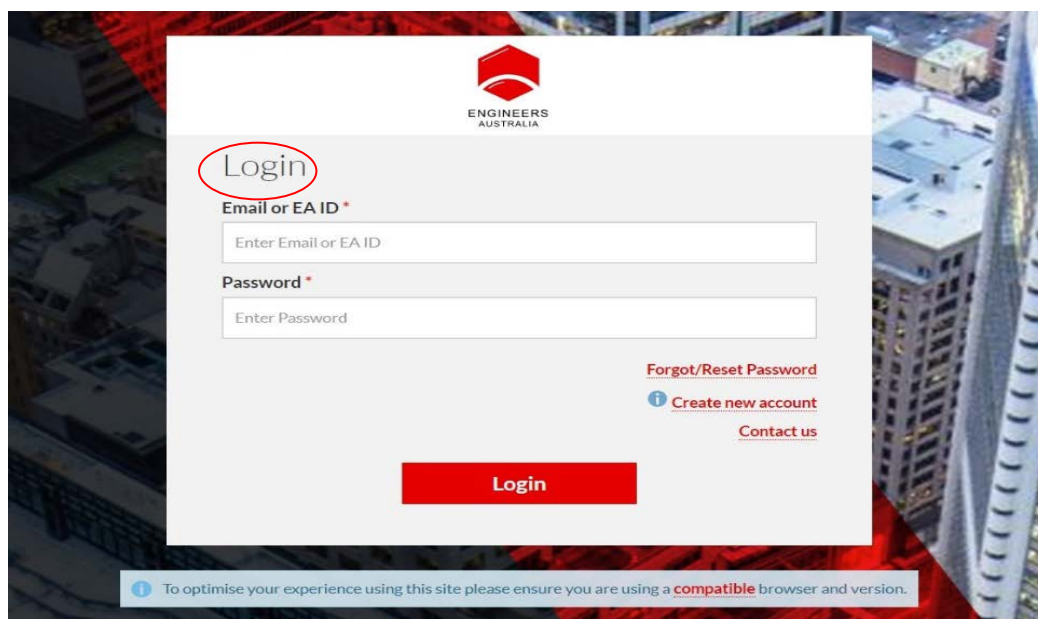 ENGINEERS
AUSTRALIA
Login
Email or EA ID *
Enter Email or EA ID
Password *
Enter Password
Forgot/Reset Password
Create new account
Contact us
Login
To optimise your experience using this site please ensure you are using a compatible browser and version.